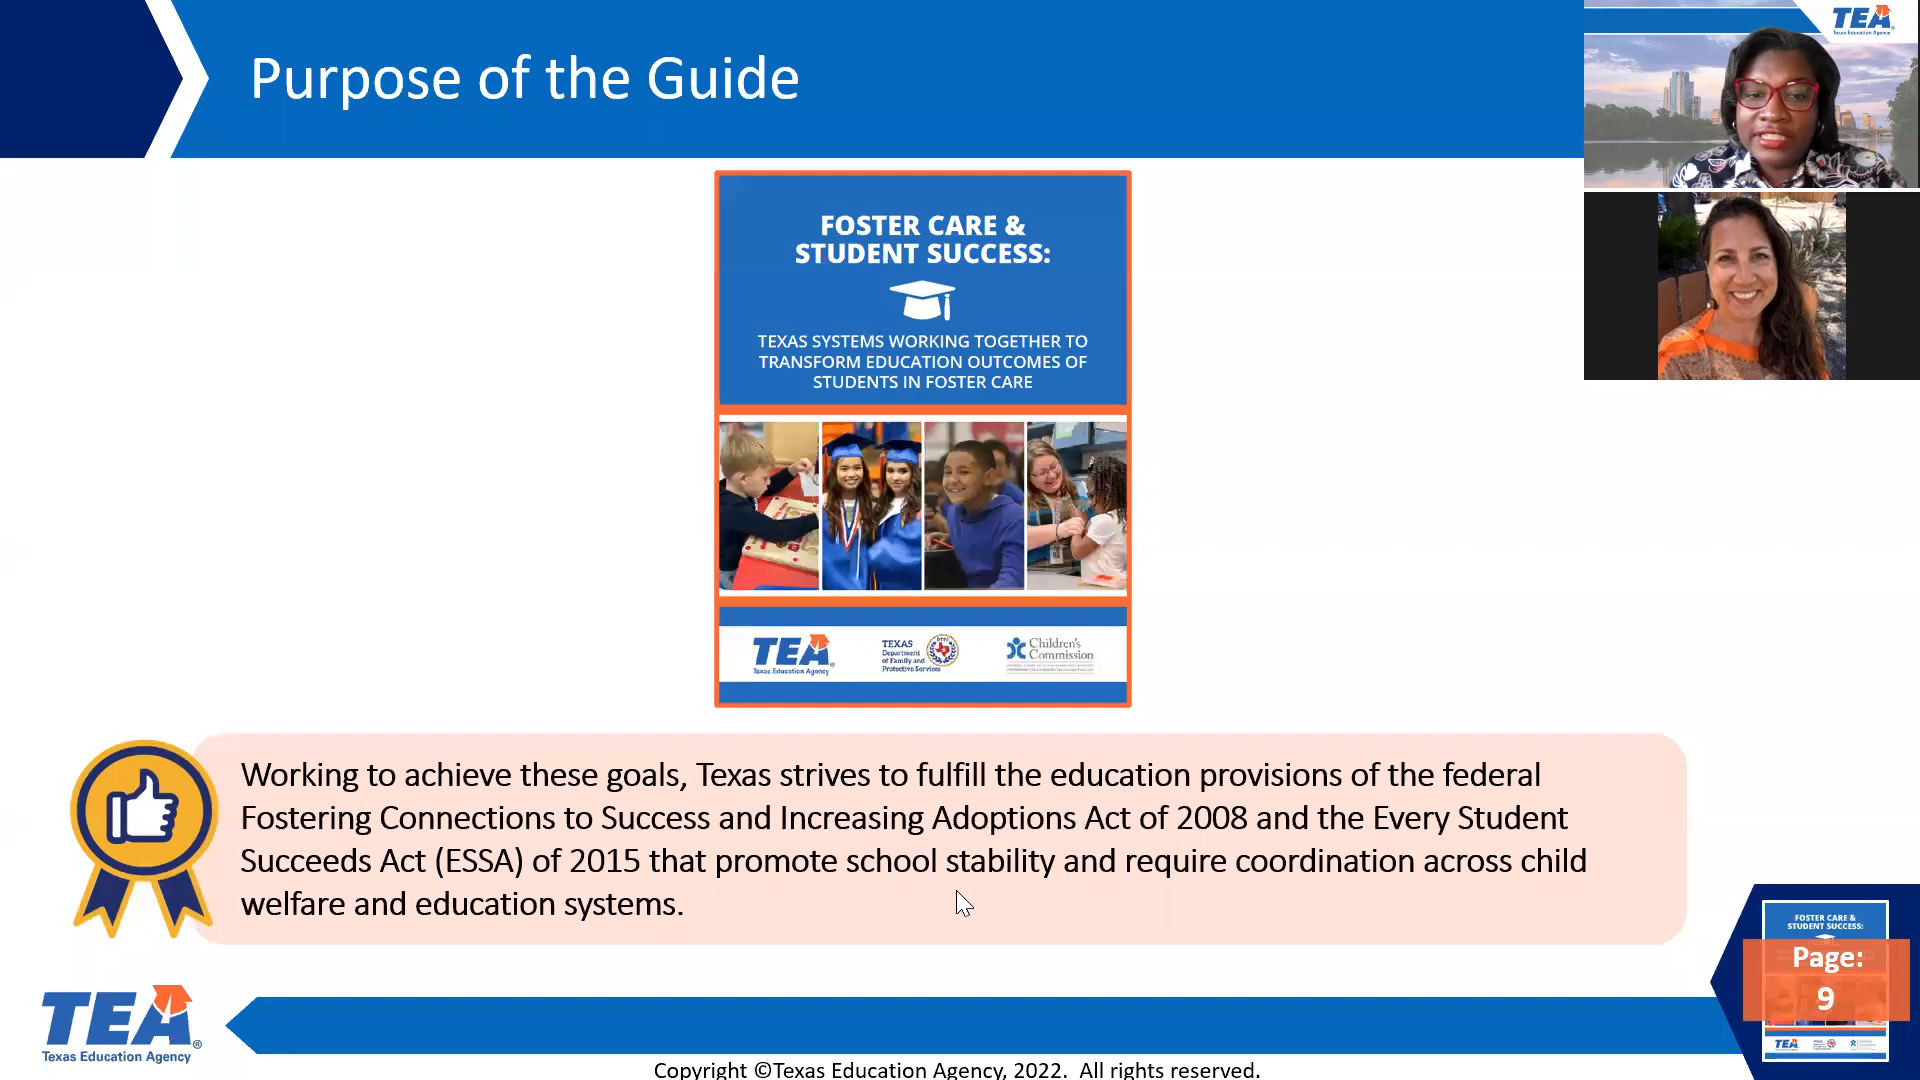 Purpose of the Guide
TEA
Texas Education Agency
FOSTER CARE &
STUDENT SUCCESS:
TEXAS SYSTEMS WORKING TOGETHER TO
TRANSFORM EDUCATION OUTCOMES OF
STUDENTS IN FOSTER CARE
TEA®
Texas Education Agency
TEXAS
Department
of Family and
Protective Services
Children's
Commission
Working to achieve these goals, Texas strives to fulfill the education provisions of the federal
Fostering Connections to Success and Increasing Adoptions Act of 2008 and the Every Student
Succeeds Act (ESSA) of 2015 that promote school stability and require coordination across child
welfare and education systems.
FOSTER CARE &
STUDENT SUCCESS:
Page:
9
TEA
TEA®
Texas Education Agency
Copyright ©Texas Education Agency, 2022. All rights reserved.